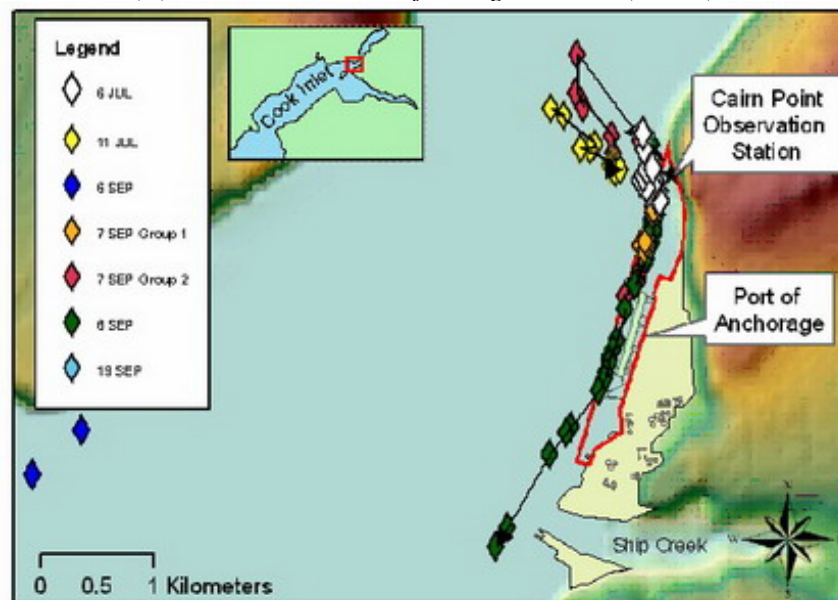 Legend
6 JUL
11 JUL
6 SEP
7 SEP Group 1
7 SEP Group 2
8 SEP
19 SEP
Cook Inlet
Cairn Point
Observation
Station
Port of
Anchorage
Ship Creek
W
0 0.5 1 Kilometers